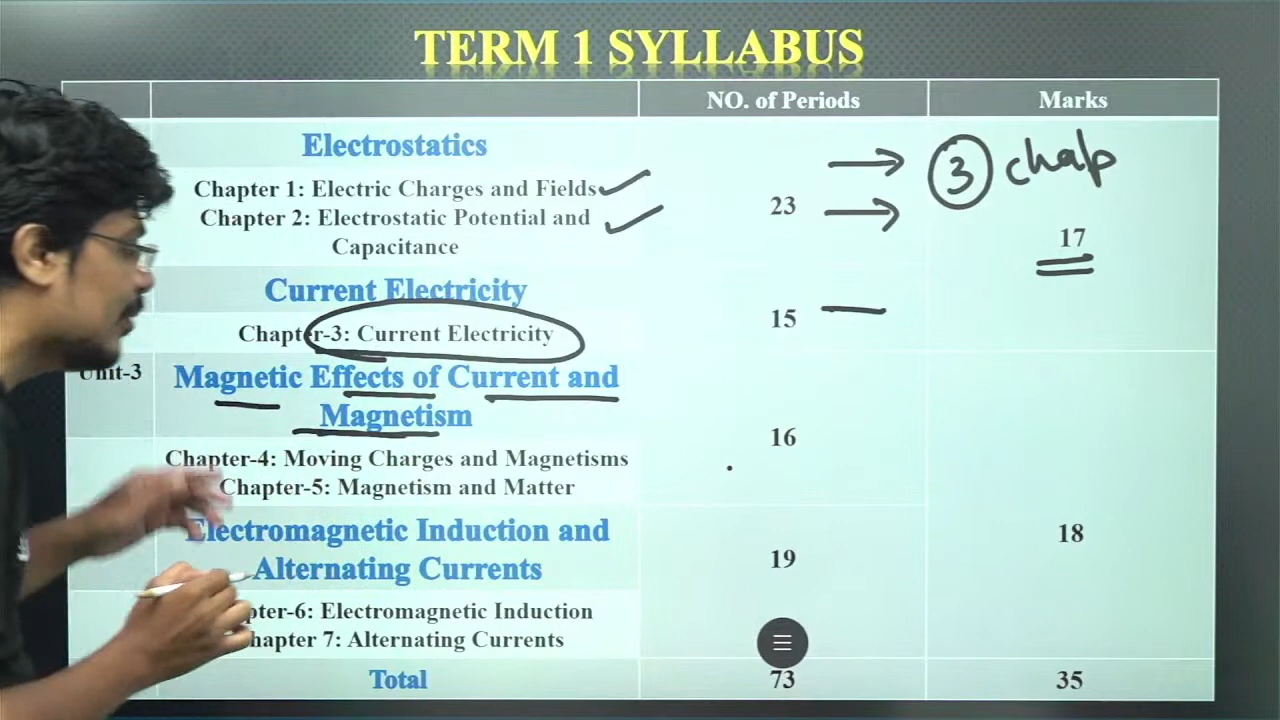 TERM 1 SYLLABUS
NO. of Periods
Marks
Electrostatics
Chapter 1: Electric Charges and Fields
Chapter 2: Electrostatic Potential and
Capacitance
23
3 chap
17
Current Electricity
Chapter-3: Current Electricity
15
Unit-3
Magnetic Effects of Current and
Magnetism
Chapter-4: Moving Charges and Magnetisms
Chapter-5: Magnetism and Matter
16
Electromagnetic Induction and
Alternating Currents
19
18
pter-6: Electromagnetic Induction
hapter 7: Alternating Currents
Total
73
35